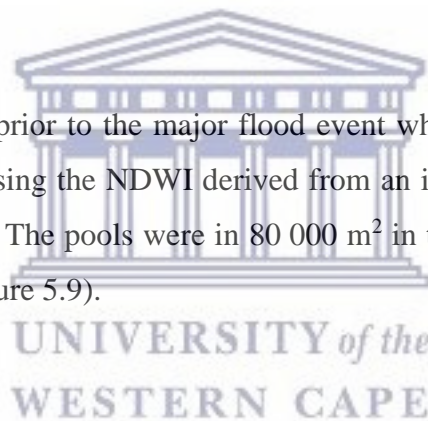 prior to the major flood event wh
sing the NDWI derived from an i
The pools were in 80 000 m² in
ure 5.9).
UNIVERSITY of the
WESTERN CAPE